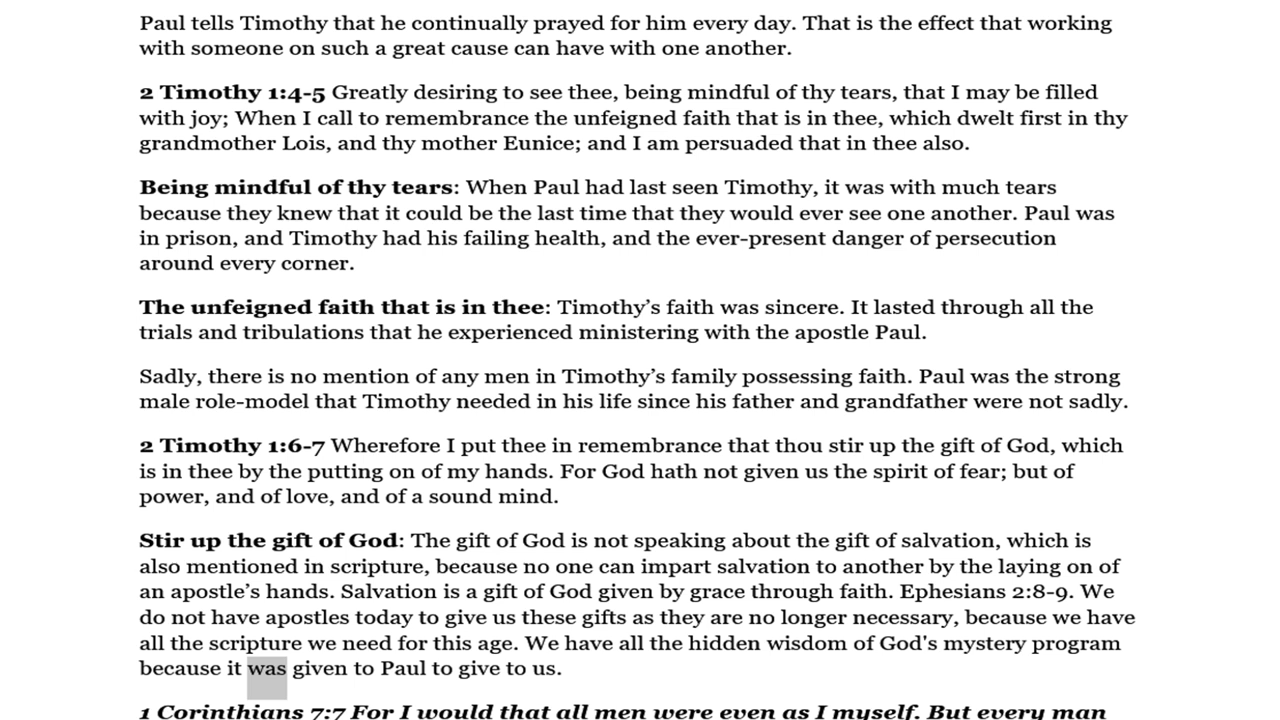 Paul tells Timothy that he continually prayed for him every day. That is the effect that working
with someone on such a great cause can have with one another.
2 Timothy 1:4-5 Greatly desiring to see thee, being mindful of thy tears, that I may be filled
with joy; When I call to remembrance the unfeigned faith that is in thee, which dwelt first in thy
grandmother Lois, and thy mother Eunice; and I am persuaded that in thee also.
Being mindful of thy tears: When Paul had last seen Timothy, it was with much tears
because they knew that it could be the last time that they would ever see one another. Paul was
in prison, and Timothy had his failing health, and the ever-present danger of persecution
around every corner.
The unfeigned faith that is in thee: Timothy’s faith was sincere. It lasted through all the
trials and tribulations that he experienced ministering with the apostle Paul.
Sadly, there is no mention of any men in Timothy’s family possessing faith. Paul was the strong
male role-model that Timothy needed in his life since his father and grandfather were not sadly.
2 Timothy 1:6-7 Wherefore I put thee in remembrance that thou stir up the gift of God, which
is in thee by the putting on of my hands. For God hath not given us the spirit of fear; but of
power, and of love, and of a sound mind.
Stir up the gift of God: The gift of God is not speaking about the gift of salvation, which is
also mentioned in scripture, because no one can impart salvation to another by the laying on of
an apostle’s hands. Salvation is a gift of God given by grace through faith. Ephesians 2:8-9. We
do not have apostles today to give us these gifts as they are no longer necessary, because we have
all the scripture we need for this age. We have all the hidden wisdom of God's mystery program
because it was given to Paul to give to us.
1 Corinthians 7:7 For I would that all men were even as I myself. But every man